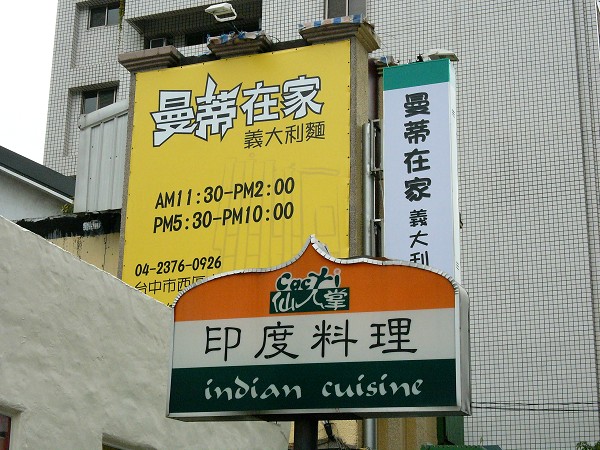 曼蒂在家
義大利麵
AM11:30-PM2:00
PM5:30-PM10:00
04-2376-0926
台中市西區
曼蒂在家 義大利
Cacti
仙人掌
印度料理
indian cuisine